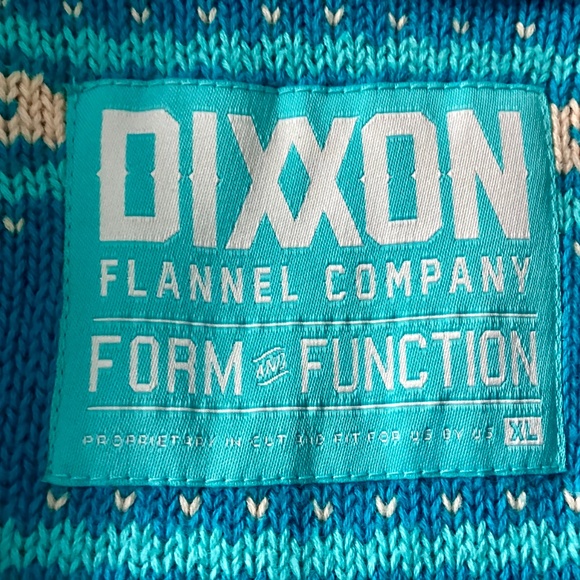 DIXXON
FLANNEL COMPANY
FORM AND FUNCTION
PROPRIETARY IN CUT AND FIT FOR US BY US XL